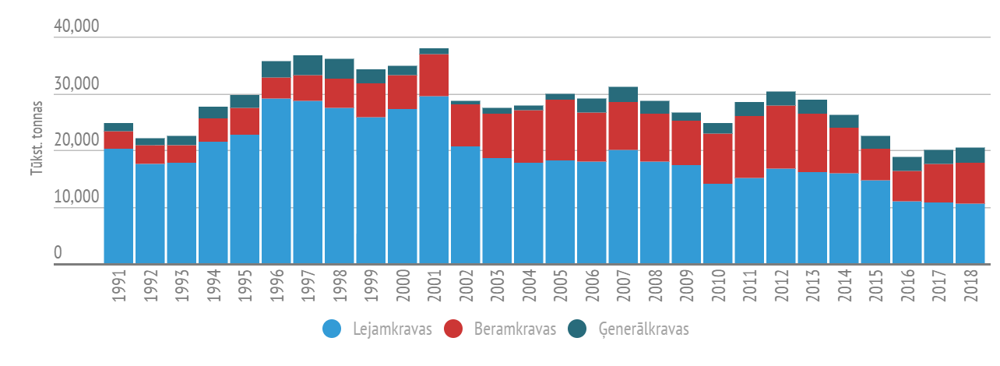 40,000
30,000
20,000
10,000
0
Tūkst. tonnas
1991 1992 1993 1994 1995 1996 1997 1998 1999 2000 2001 2002 2003 2004 2005 2006 2007 2008 2009 2010 2011 2012 2013 2014 2015 2016 2017 2018
Lejamkravas Beramkravas Ģenerālkravas